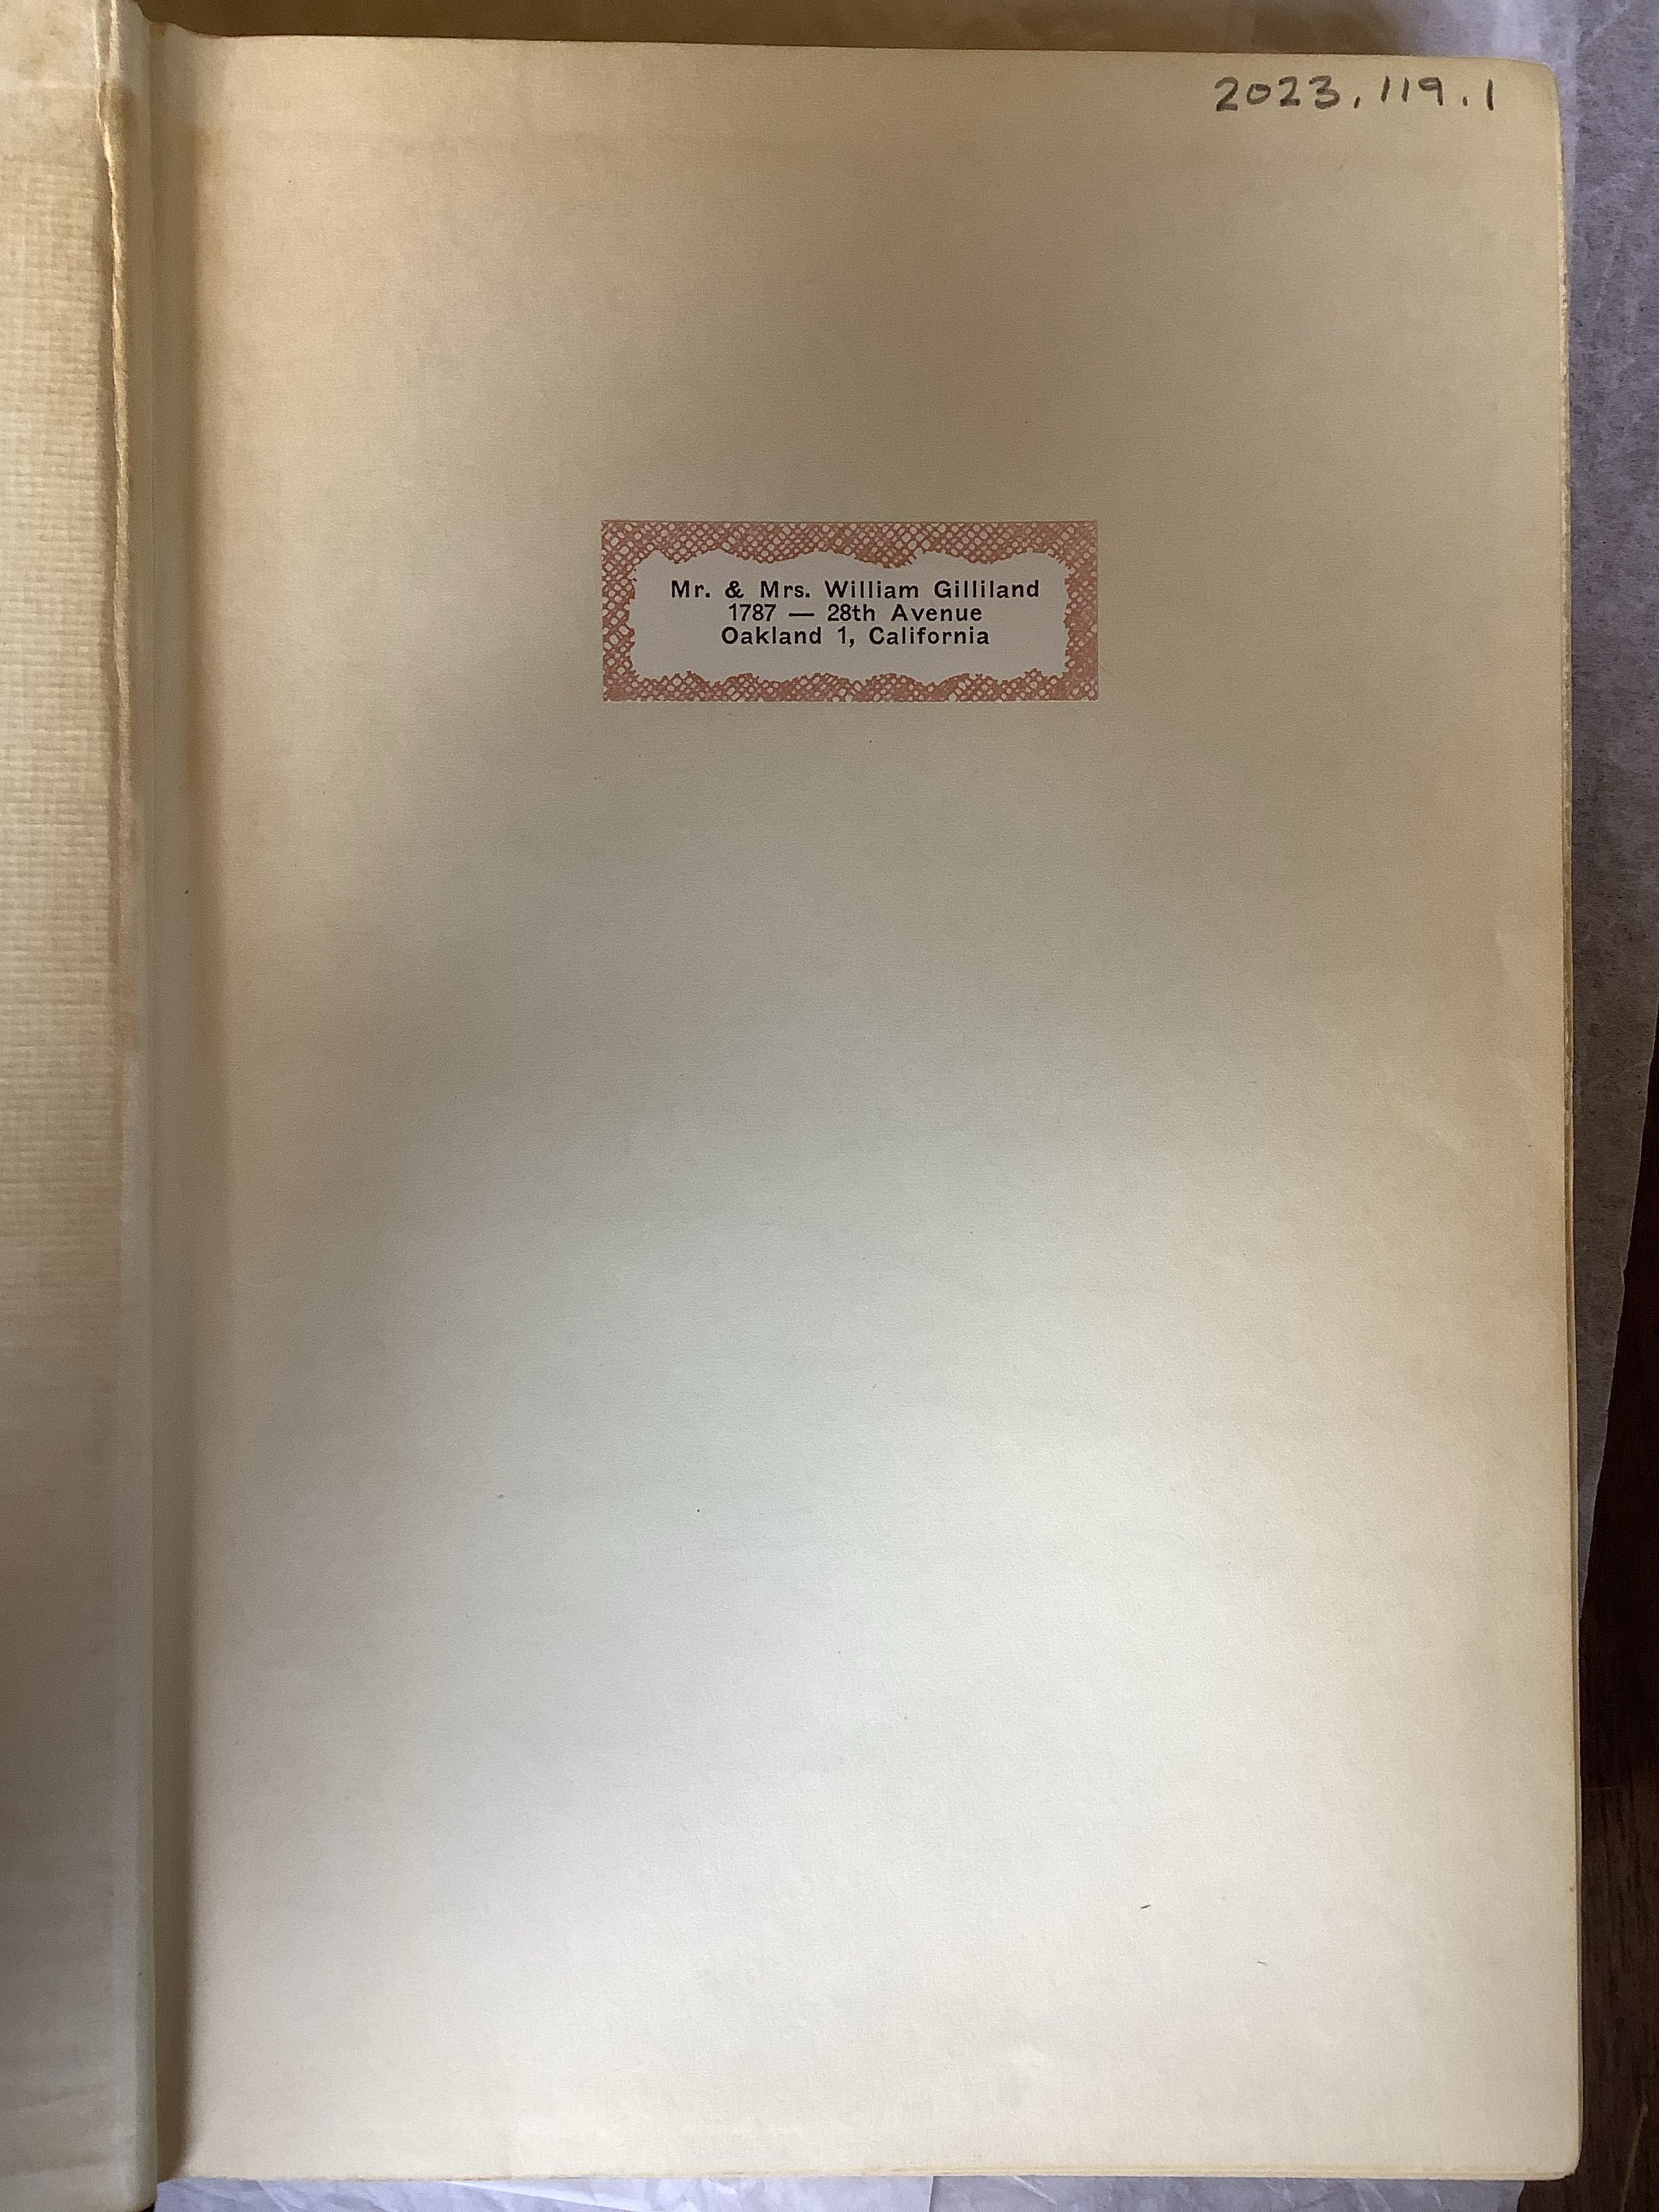 2023.119.1
Mr. & Mrs. William Gilliland
1787 — 28th Avenue
Oakland 1, California